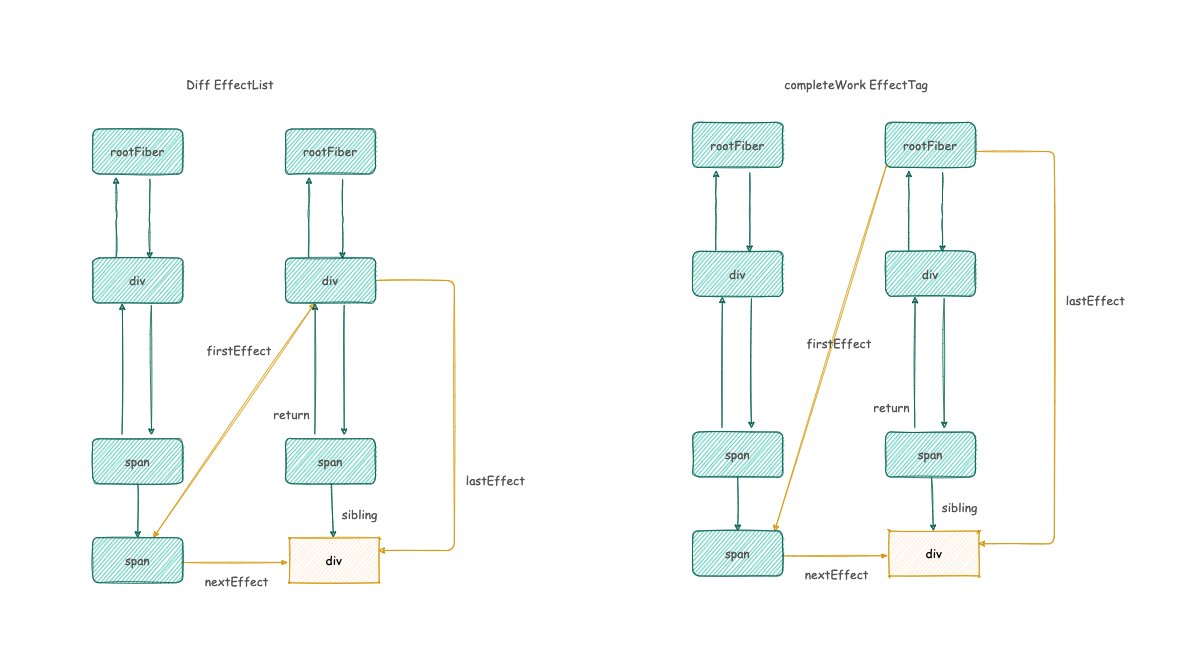 Diff EffectList
rootFiber
rootFiber
div
div
firstEffect
return
span
span
lastEffect
sibling
span
div
nextEffect
completeWork EffectTag
rootFiber
rootFiber
div
div
lastEffect
firstEffect
return
span
span
sibling
span
div
nextEffect